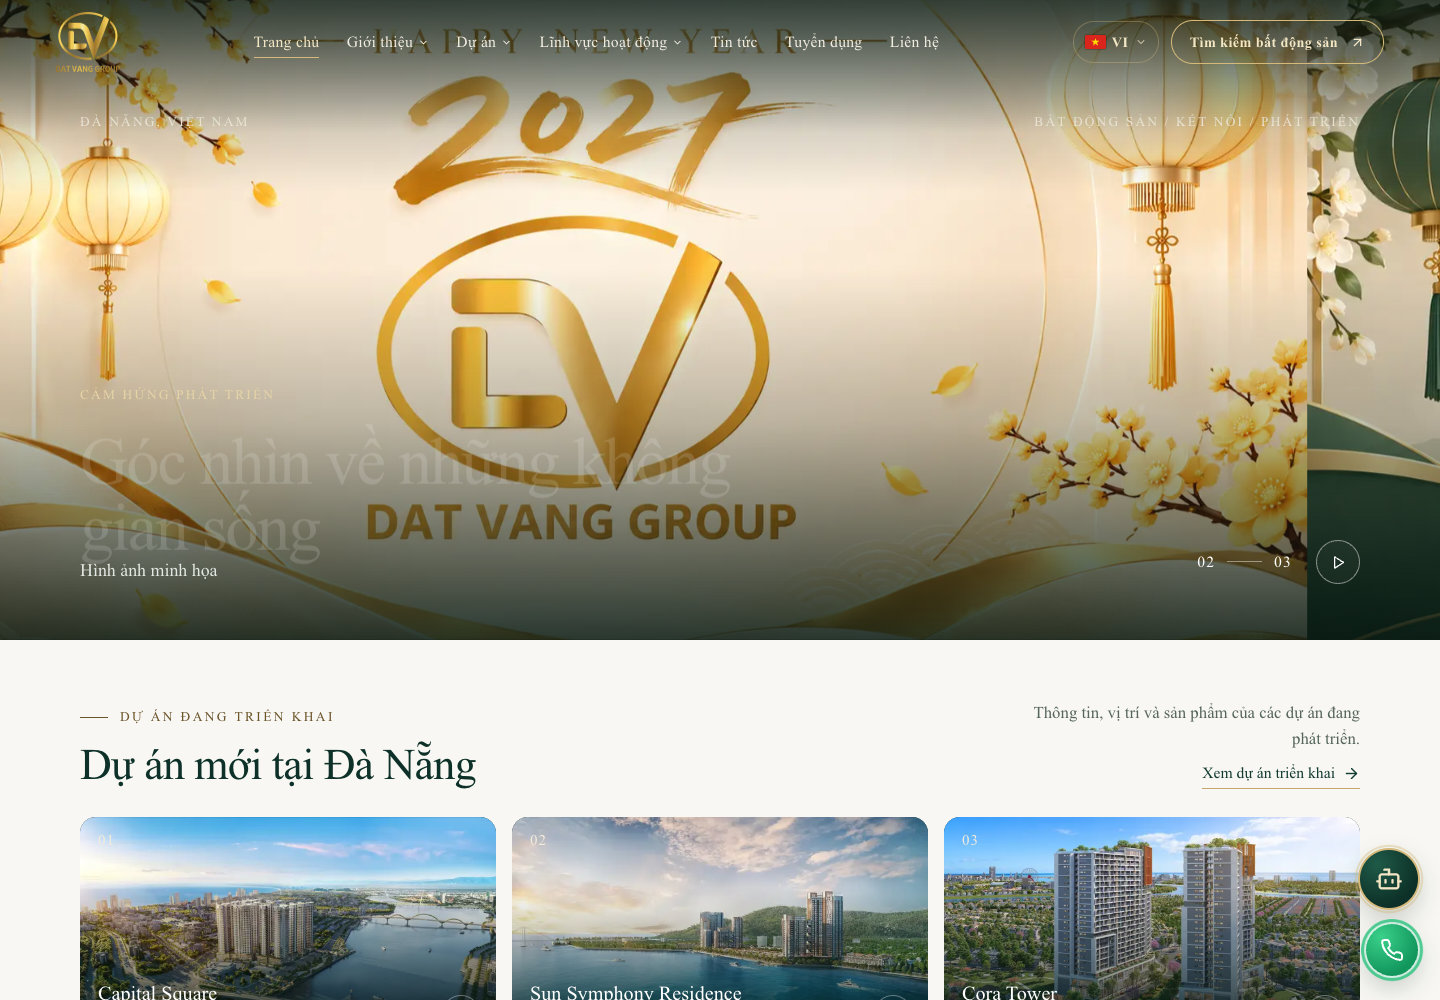 DAT VANG GROUP
Trang chủ
Giới thiệu
Dự án
Lĩnh vực hoạt động
Tin tức
Tuyển dụng
Liên hệ
VI
Tìm kiếm bất động sản
ĐÀ NẴNG, VIỆT NAM
BẤT ĐỘNG SẢN / KẾT NỐI / PHÁT TRIỂN
2027
DV
DAT VANG GROUP
CẢM HỨNG PHÁT TRIỂN
Góc nhìn về những không
gian sống
Hình ảnh minh họa
02
03
DỰ ÁN ĐANG TRIỂN KHAI
Dự án mới tại Đà Nẵng
Thông tin, vị trí và sản phẩm của các dự án đang
phát triển.
Xem dự án triển khai
01
Capital Square
02
Sun Symphony Residence
03
Cora Tower